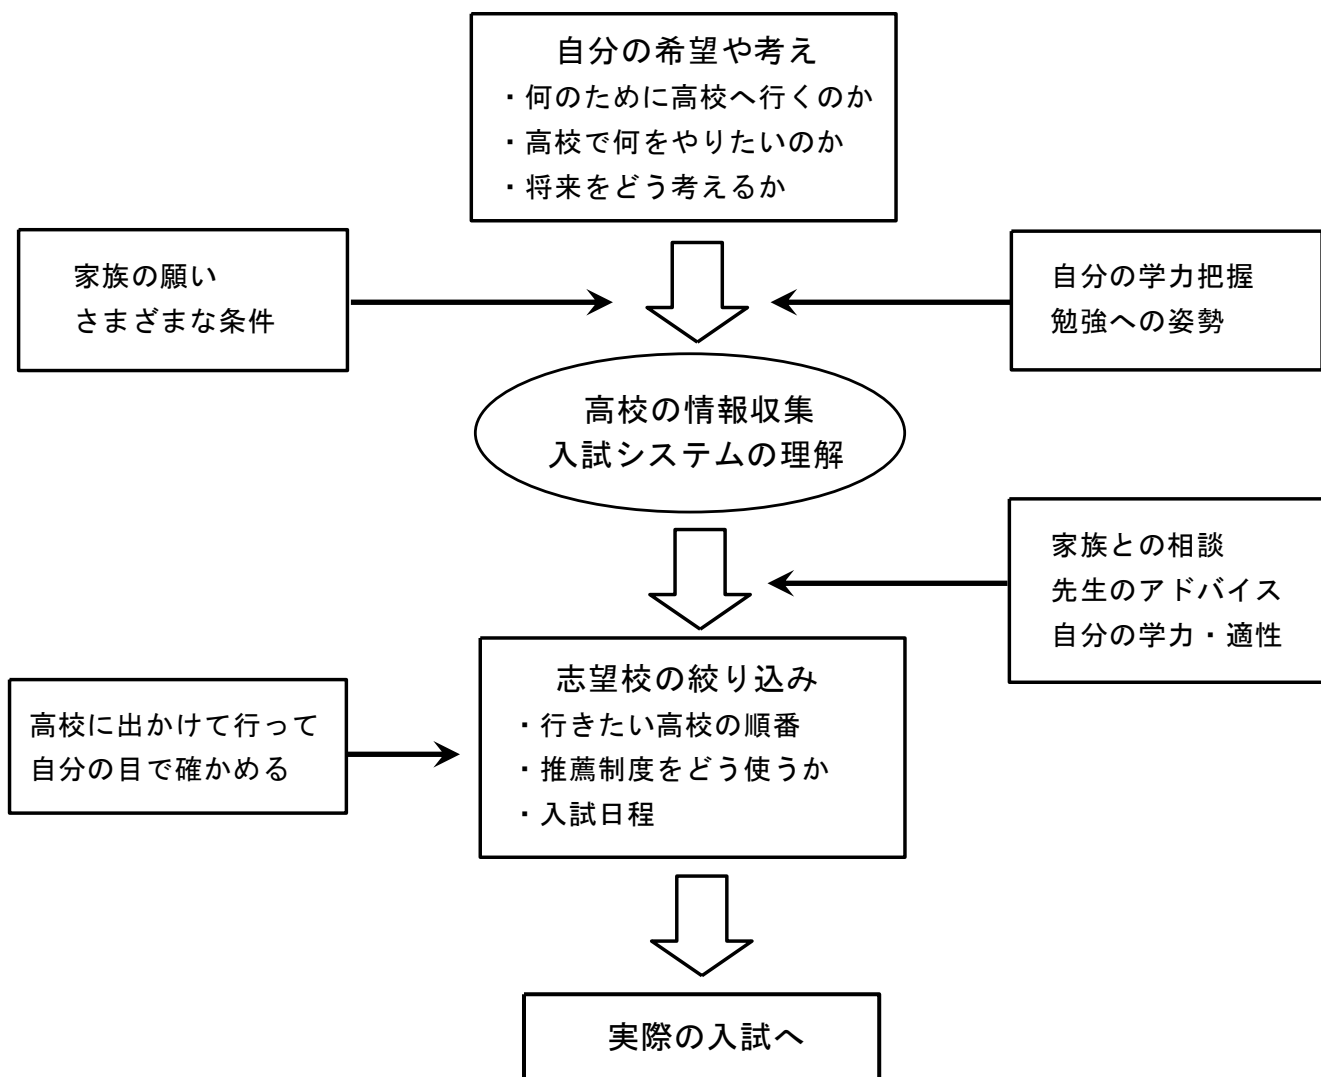 自分の希望や考え
・何のために高校へ行くのか
・高校で何をやりたいのか
・将来をどう考えるか
家族の願い
さまざまな条件
自分の学力把握
勉強への姿勢
高校の情報収集
入試システムの理解
家族との相談
先生のアドバイス
自分の学力・適性
志望校の絞り込み
・行きたい高校の順番
・推薦制度をどう使うか
・入試日程
高校に出かけて行って
自分の目で確かめる
実際の入試へ